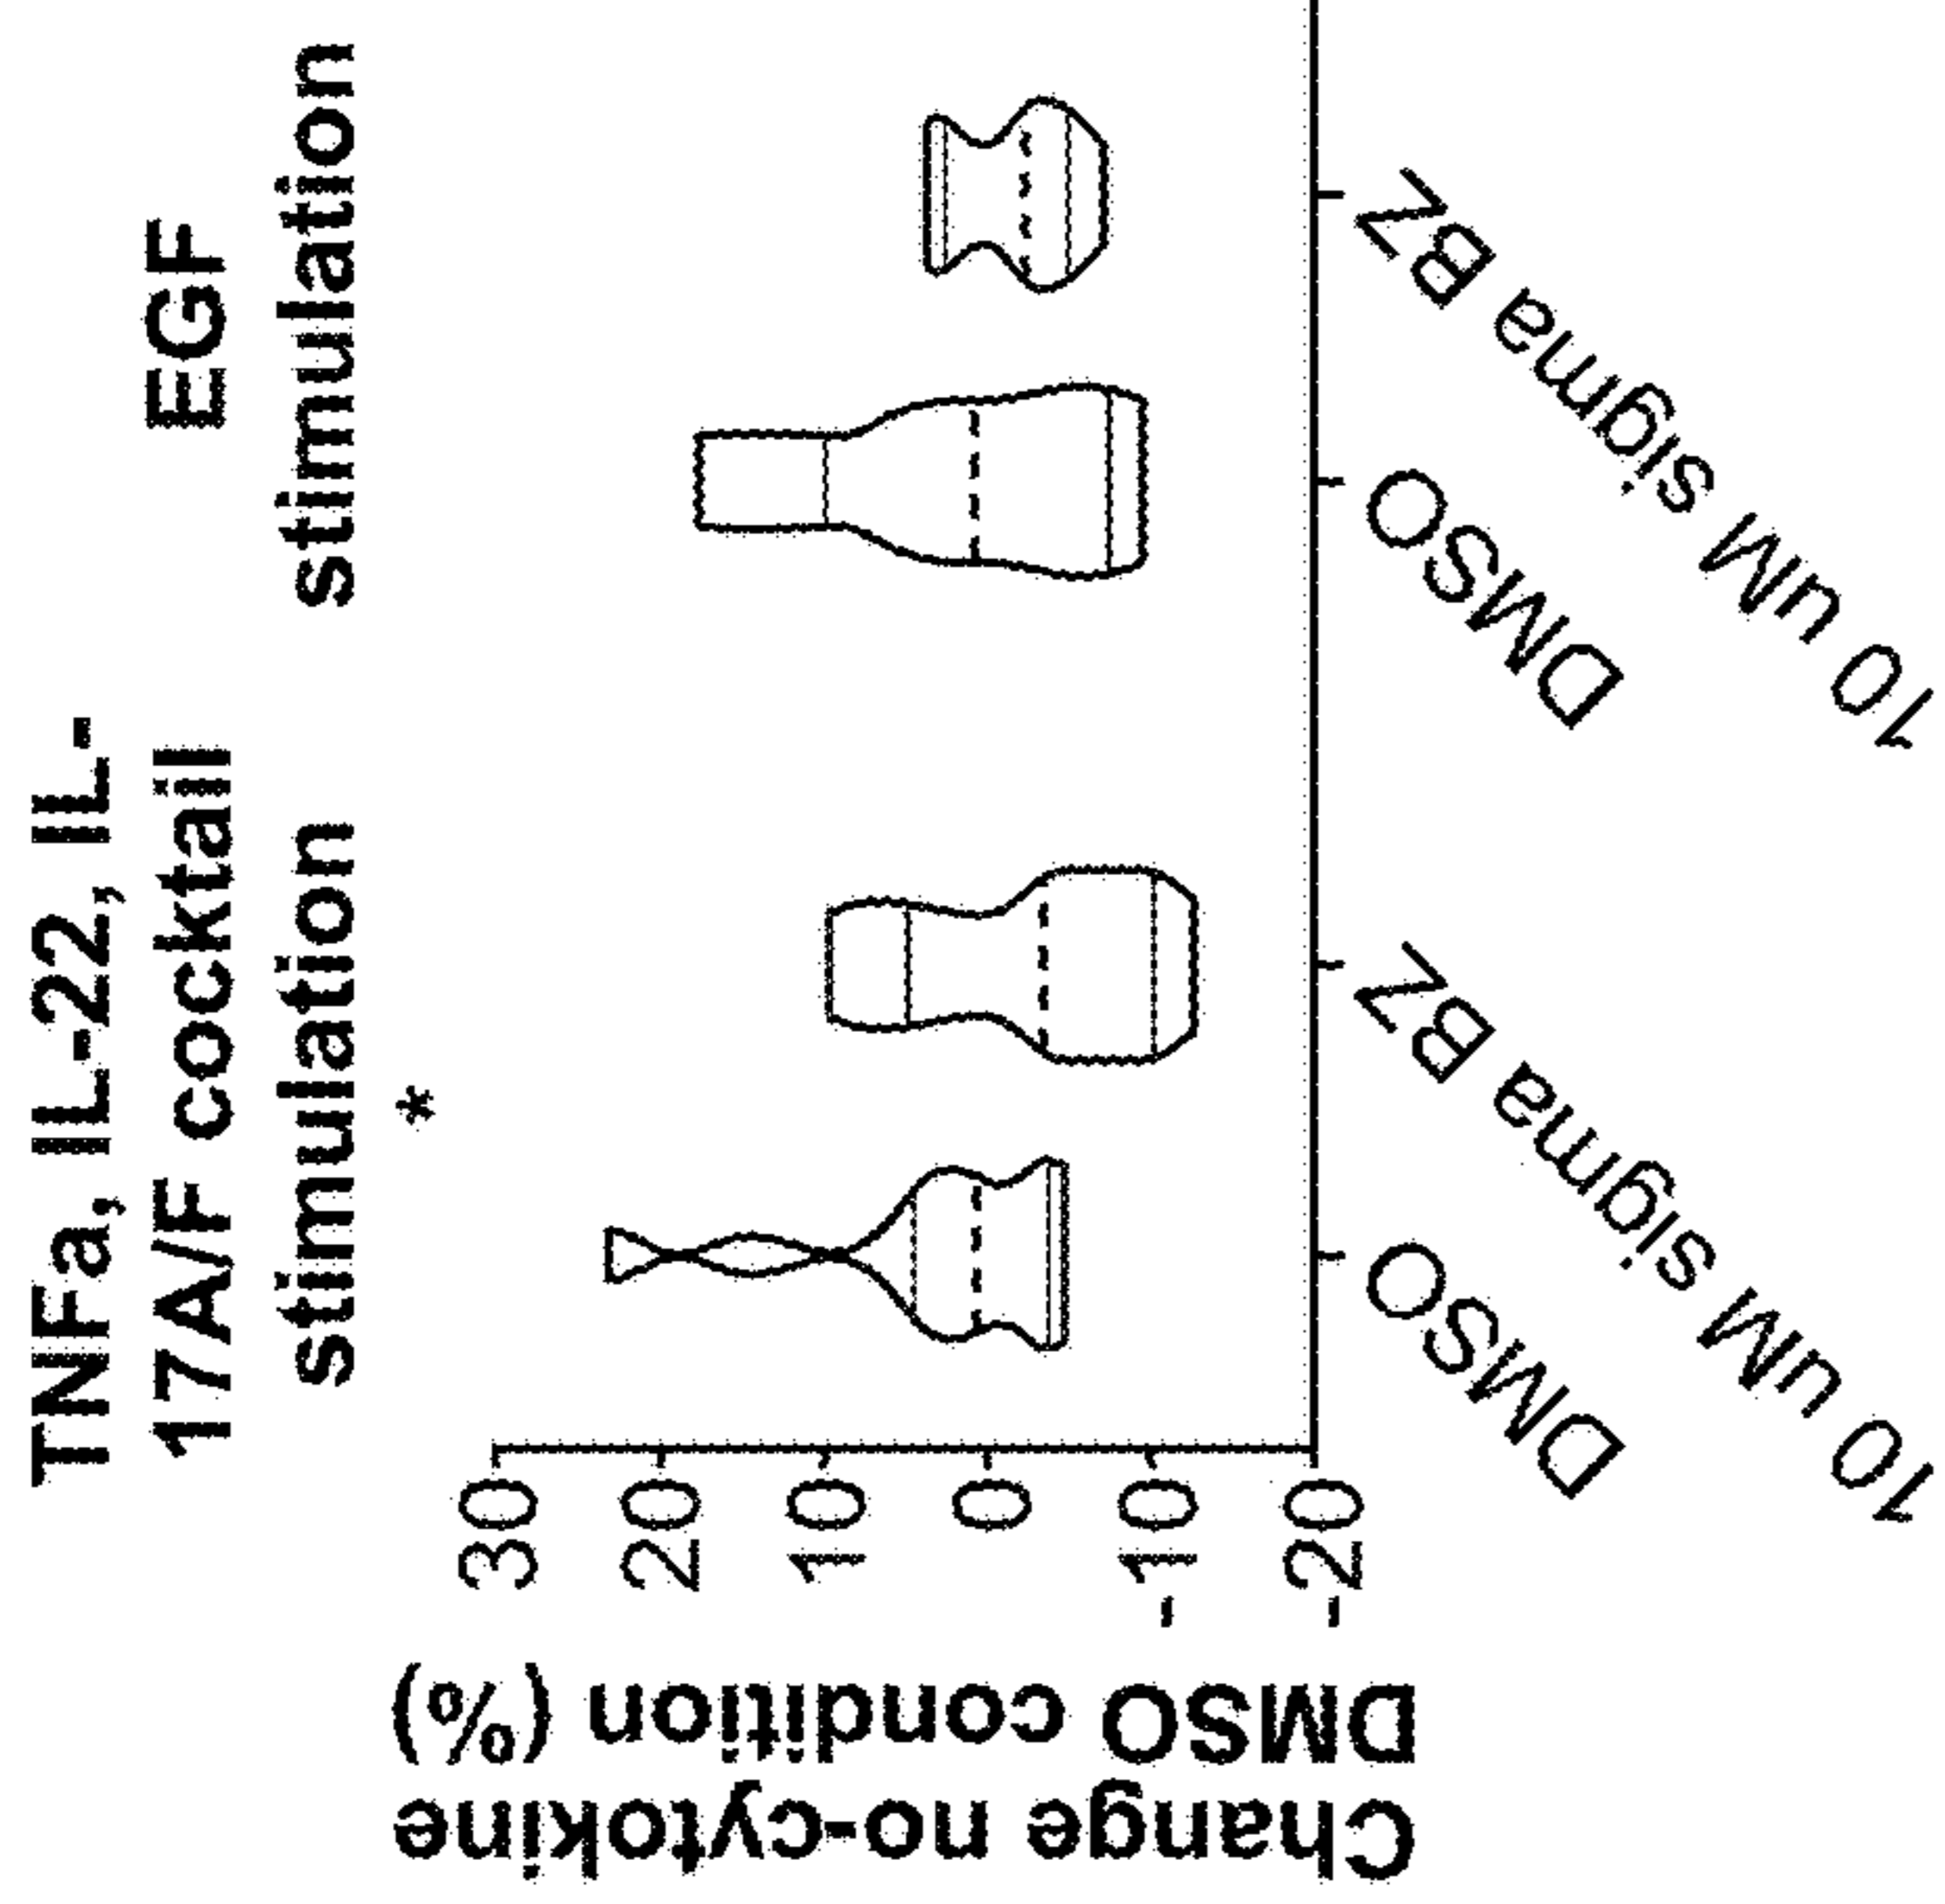 TNFa, IL-22, IL-
17A/F cocktail
stimulation
EGF
stimulation
*
Change no-cytokine
DMSO condition (%)
30
20
10
0
-10
-20
DMSO
10 uM sigma BZ
DMSO
10 uM sigma BZ